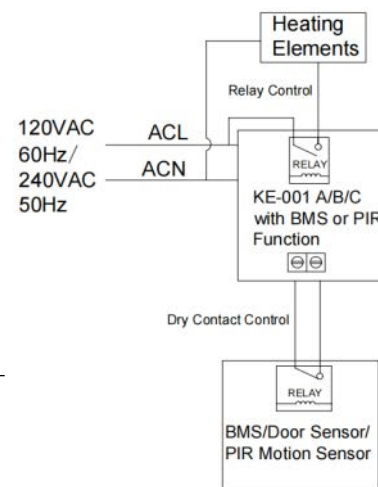 Heating
Elements
Relay Control
120VAC
60Hz/
240VAC
50Hz
ACL
ACN
RELAY
KE-001 A/B/C
with BMS or PIR
Function
Dry Contact Control
RELAY
BMS/Door Sensor/
PIR Motion Sensor